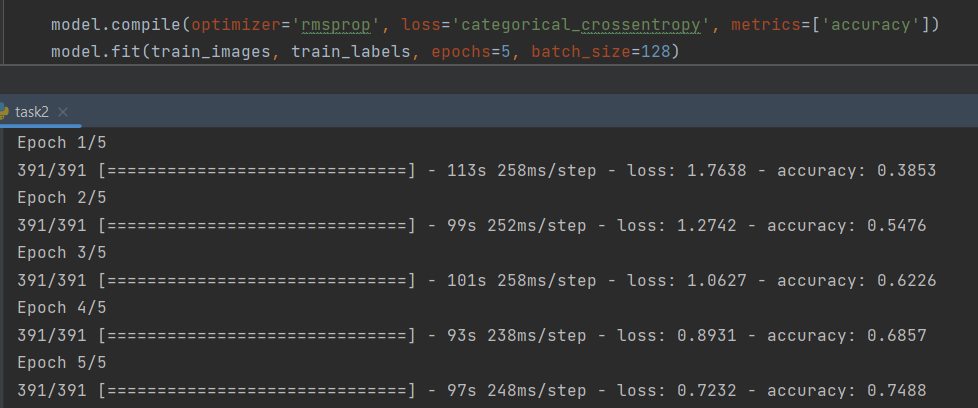 model.compile(optimizer='rmsprop', loss='categorical_crossentropy', metrics=['accuracy'])
model.fit(train_images, train_labels, epochs=5, batch_size=128)
task2
Epoch 1/5
391/391 [==============================] - 113s 258ms/step - loss: 1.7638 - accuracy: 0.3853
Epoch 2/5
391/391 [==============================] - 99s 252ms/step - loss: 1.2742 - accuracy: 0.5476
Epoch 3/5
391/391 [==============================] - 101s 258ms/step - loss: 1.0627 - accuracy: 0.6226
Epoch 4/5
391/391 [==============================] - 93s 238ms/step - loss: 0.8931 - accuracy: 0.6857
Epoch 5/5
391/391 [==============================] - 97s 248ms/step - loss: 0.7232 - accuracy: 0.7488